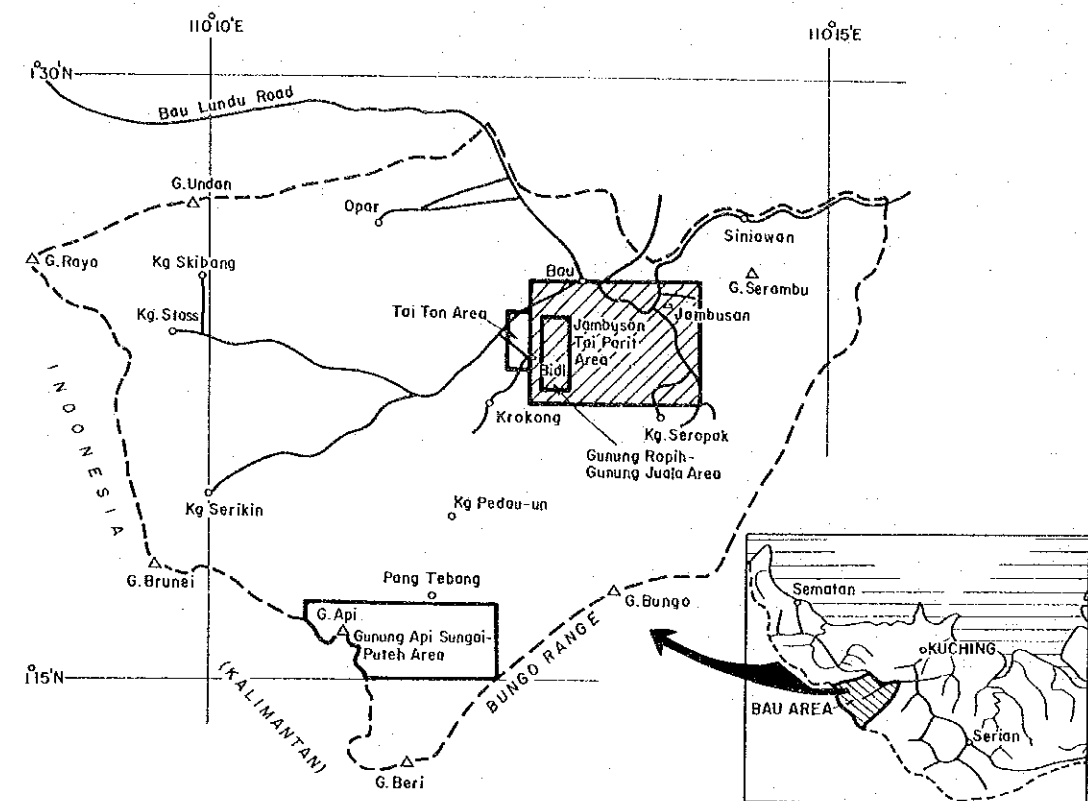 110°10'E
110°15'E
1°30'N
Bau Lundu Road
G.Undan
Opar
Siniawan
G.Raya
Kg Skibang
Bau
G.Serambu
Kg. Stass
Tai Ton Area
Jambusan
Jambusan
Tai Parit
Area
Bidi
INDONESIA
Krokong
Kg. Seropak
Gunung Ropih-
Gunung Juala Area
Kg Serikin
Kg Pedau-un
G.Brunei
Pang Tebang
G.Bungo
Sematan
G.Api
Gunung Api Sungai-
Puteh Area
KUCHING
1°15'N
(KALIMANTAN)
BUNGO RANGE
BAU AREA
Serian
G.Beri